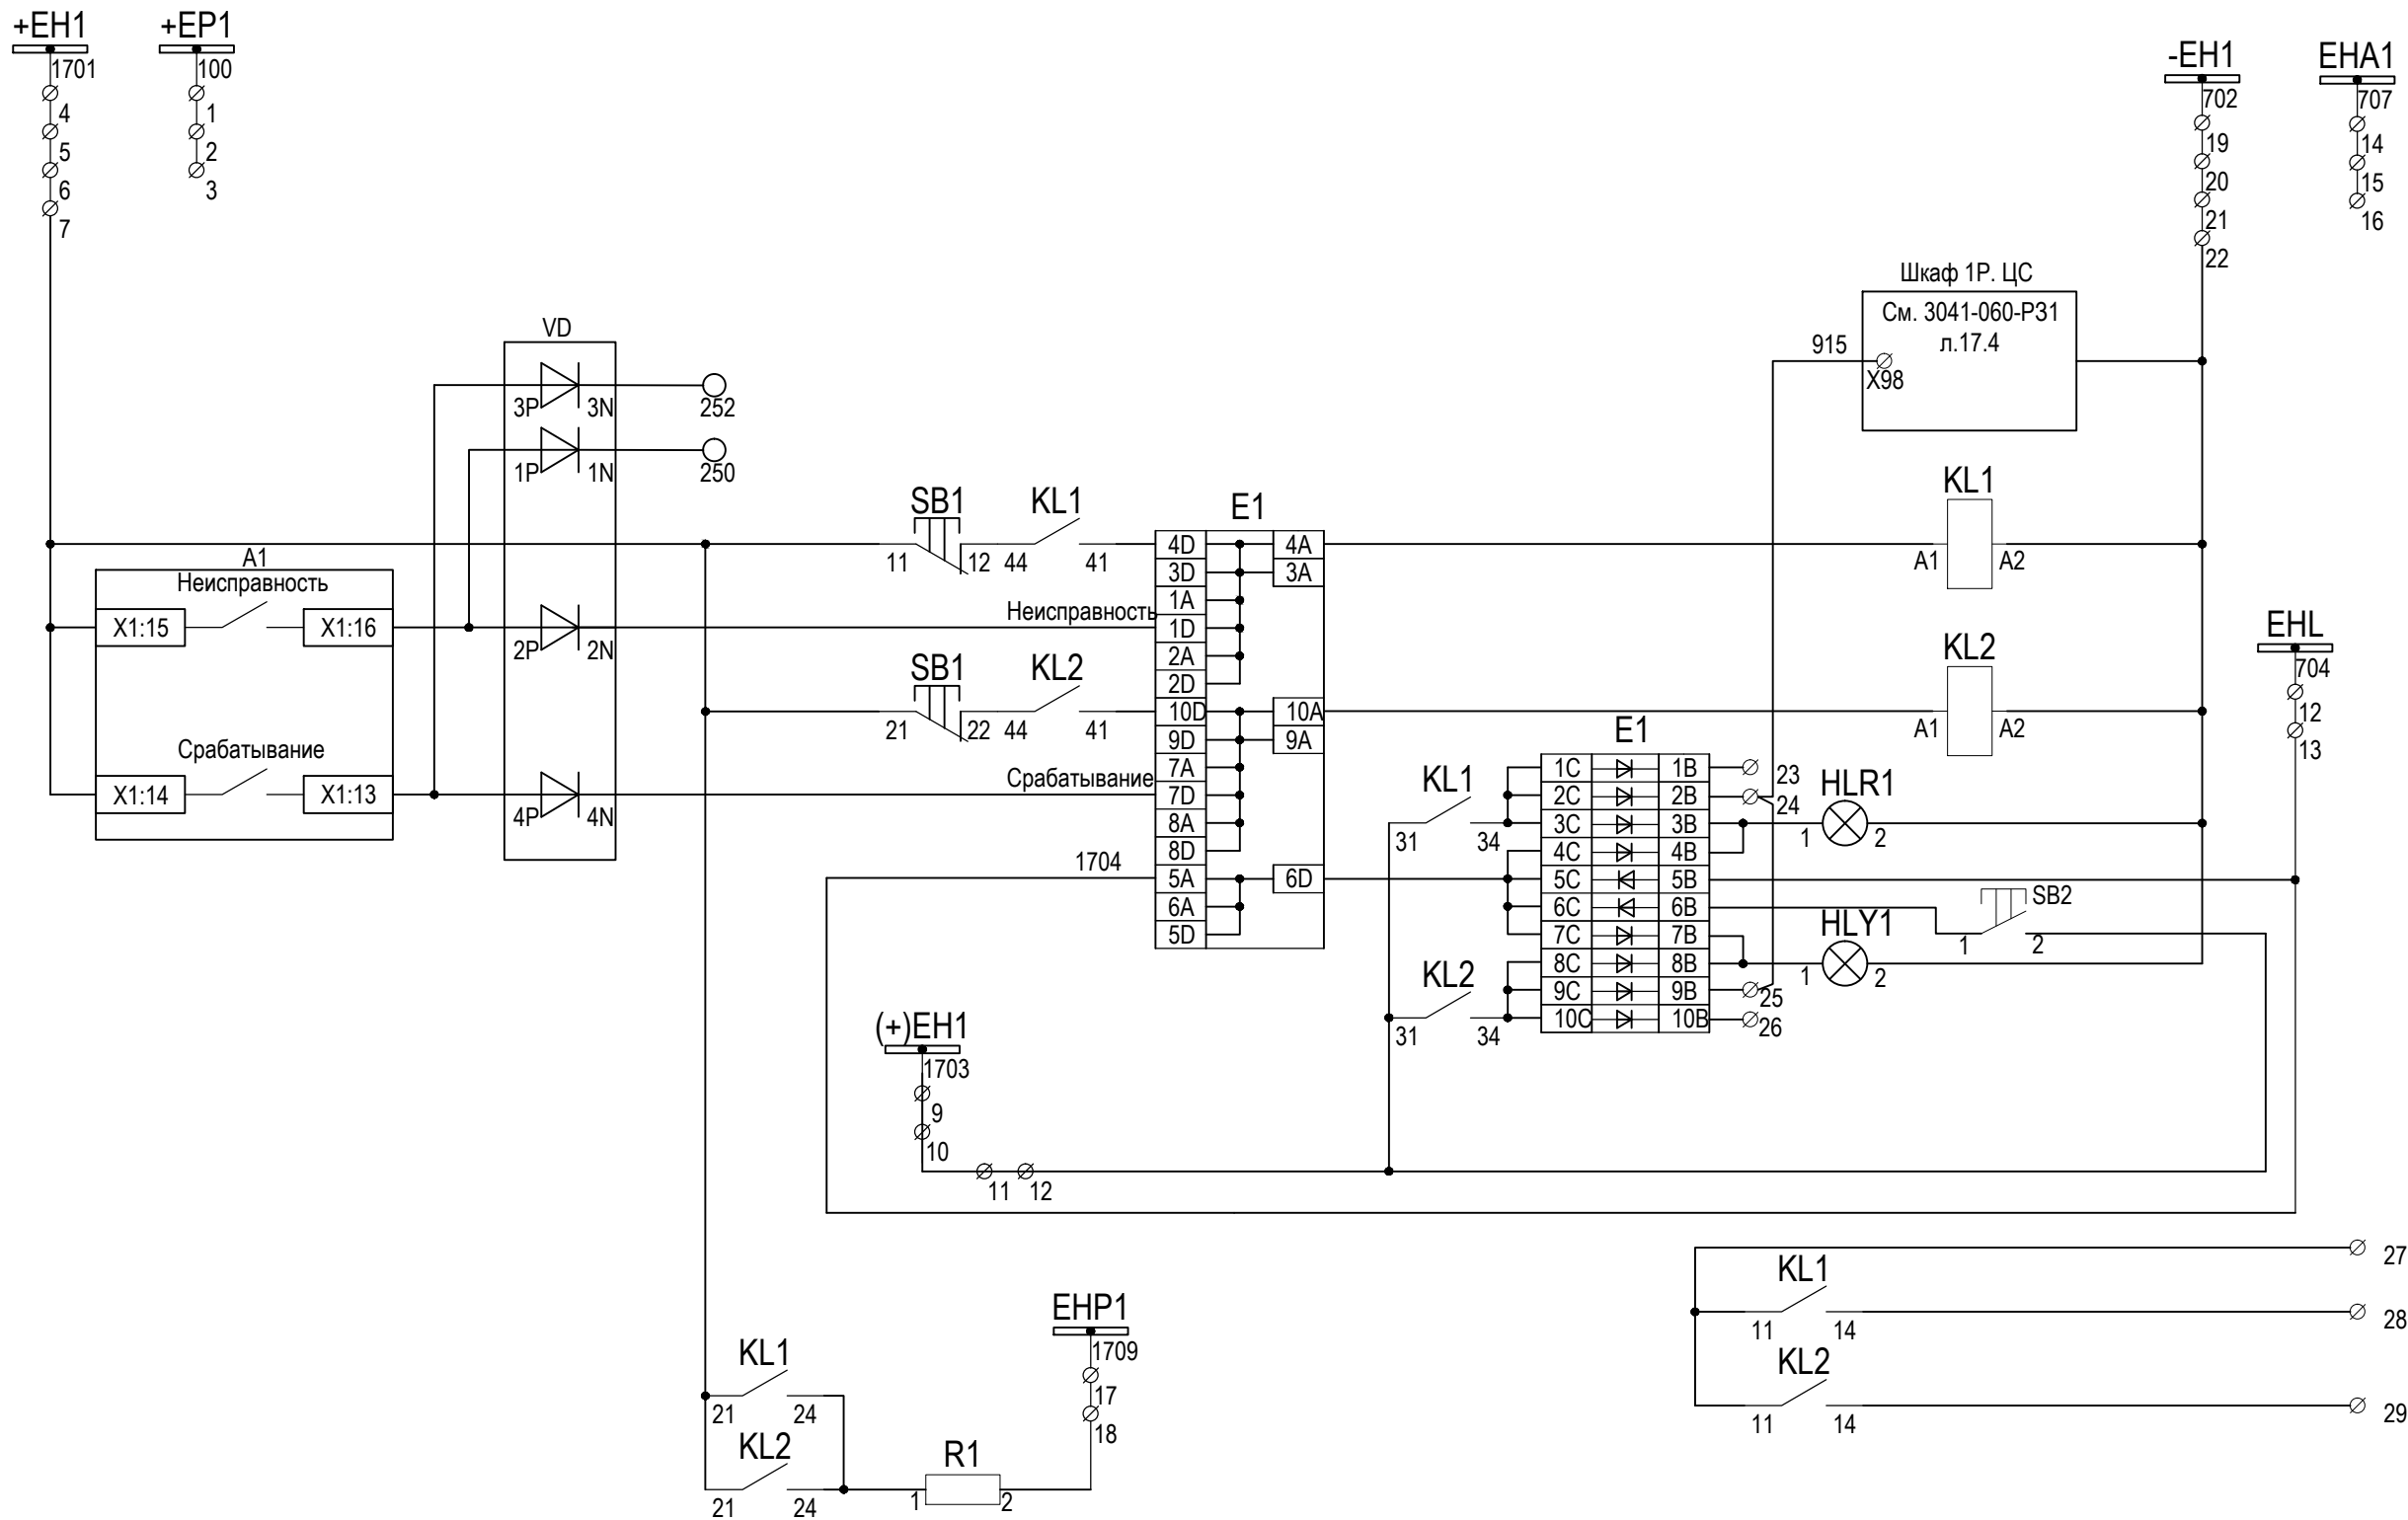 +EH1
+EP1
-EH1
EHA1
1701
100
702
707
4
1
19
14
5
2
20
15
6
3
21
16
7
22
Шкаф 1Р. ЦС
См. 3041-060-РЗ1
л.17.4
915
X98
VD
3P
3N
252
1P
1N
250
2P
2N
4P
4N
A1
Неисправность
X1:15
X1:16
Срабатывание
X1:14
X1:13
SB1
KL1
11
12
44
41
Неисправность
SB1
KL2
21
22
44
41
Срабатывание
1704
E1
4D
4A
3D
3A
1A
1D
2A
2D
10D
10A
9D
9A
7A
7D
8A
8D
5A
6D
6A
5D
KL1
A1
A2
KL2
A1
A2
EHL
704
12
13
E1
1C
1B
23
2C
2B
24
3C
3B
4C
4B
5C
5B
6C
6B
7C
7B
8C
8B
9C
9B
25
10C
10B
26
KL1
31
34
KL2
31
34
HLR1
1
2
SB2
1
2
HLY1
1
2
(+)EH1
1703
9
10
11
12
EHP1
1709
17
18
KL1
21
24
KL2
21
24
R1
1
2
27
KL1
11
14
28
KL2
11
14
29